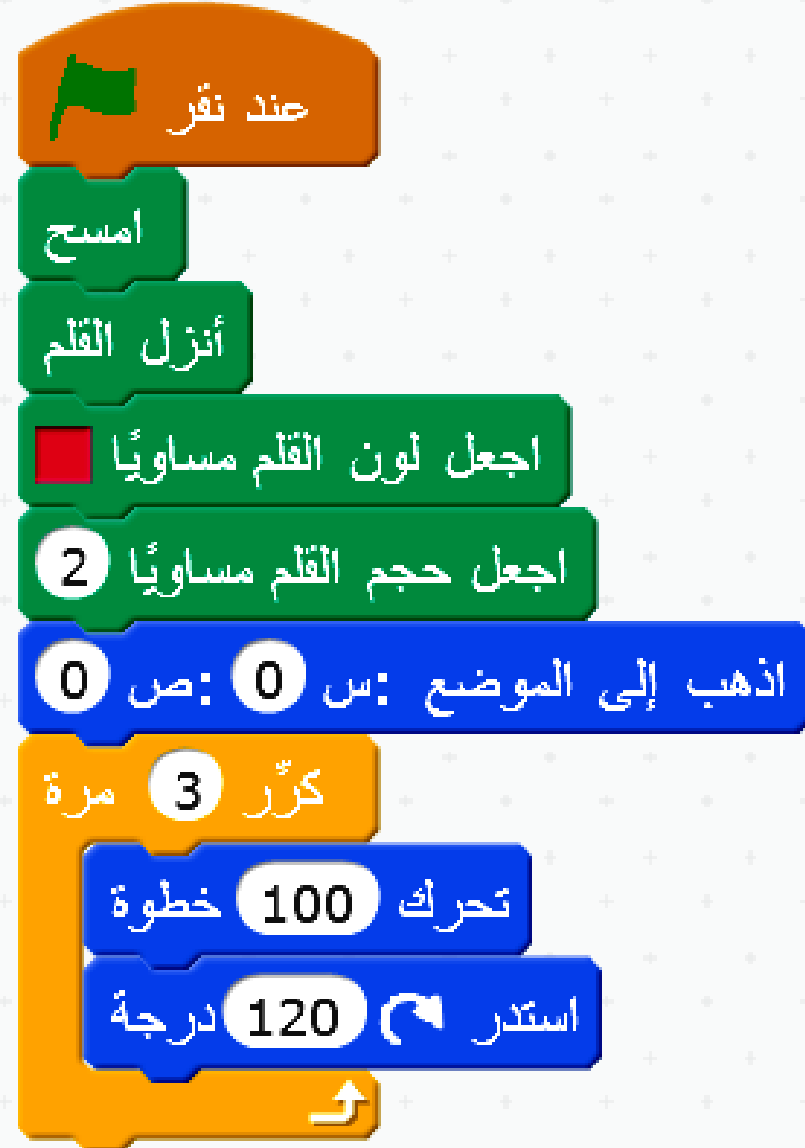 عند نقر
امسح
أنزل القلم
اجعل لون القلم مساويًا
اجعل حجم القلم مساويًا 2
اذهب إلى الموضع :س 0 :ص 0
كرِّر 3 مرة
تحرك 100 خطوة
استدر 120 درجة